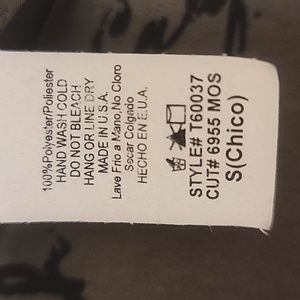 100%Polyester/Poliester
HAND WASH COLD
DO NOT BLEACH
HANG OR LINE DRY
MADE IN U.S.A.
Lave Frio a Mano,No Cloro
Secar Colgado
HECHO EN E.U.A.
STYLE# T60037
CUT# 6955 MOS
S(Chico)